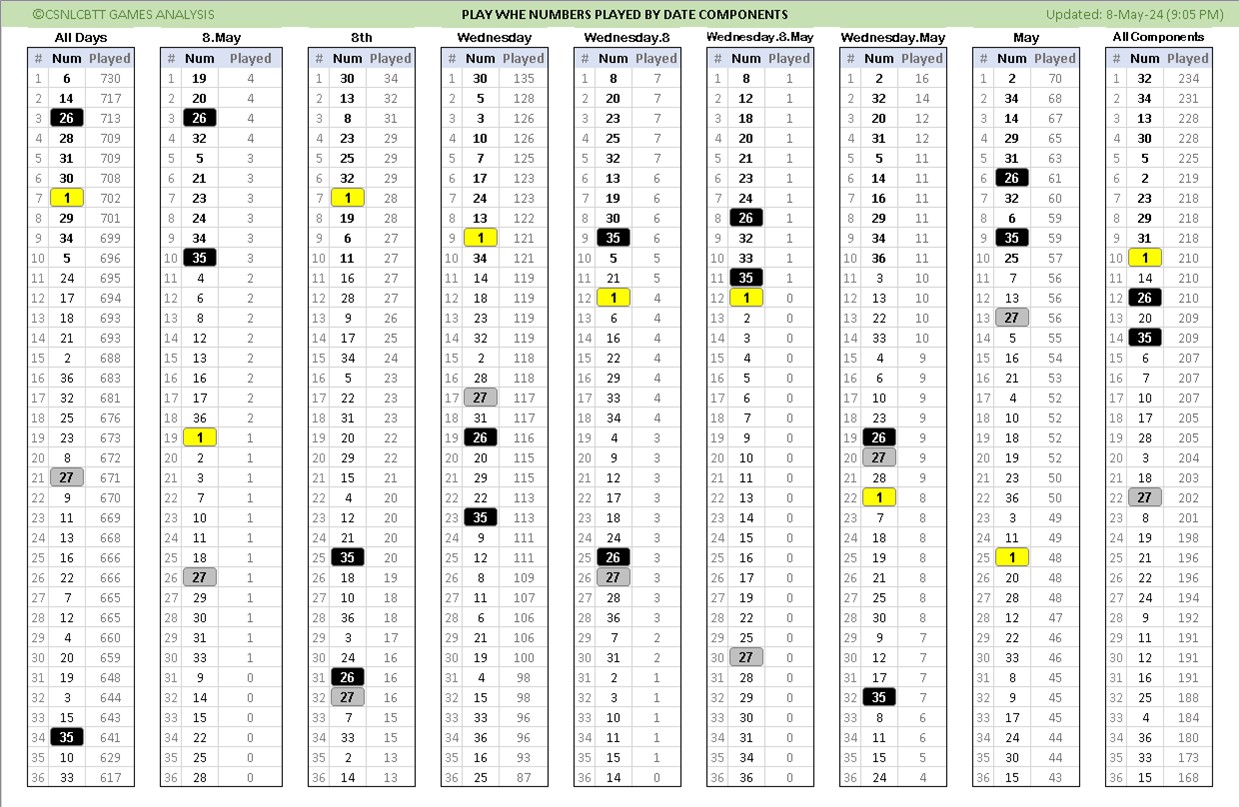 ©CSNLCBTT GAMES ANALYSIS PLAY WHE NUMBERS PLAYED BY DATE COMPONENTS Updated: 8-May-24 (9:05 PM)
All Days 8.May 8th Wednesday Wednesday.8 Wednesday.8.May Wednesday.May May All Components
# Num Played # Num Played # Num Played # Num Played # Num Played # Num Played # Num Played # Num Played # Num Played
1 6 730 1 19 4 1 30 34 1 30 135 1 8 7 1 8 1 1 2 16 1 2 70 1 32 234
2 14 717 2 20 4 2 13 32 2 5 128 2 20 7 2 12 1 2 32 14 2 34 68 2 34 231
3 26 713 3 26 4 3 8 31 3 3 126 3 23 7 3 18 1 3 20 12 3 14 67 3 13 228
4 28 709 4 32 4 4 23 29 4 10 126 4 25 7 4 20 1 4 31 12 4 29 65 4 30 228
5 31 709 5 5 3 5 25 29 5 7 125 5 32 7 5 21 1 5 5 11 5 31 63 5 5 225
6 30 708 6 21 3 6 32 29 6 17 123 6 13 6 6 23 1 6 14 11 6 26 61 6 2 219
7 1 702 7 23 3 7 1 28 7 24 123 7 19 6 7 24 1 7 16 11 7 32 60 7 23 218
8 29 701 8 24 3 8 19 28 8 13 122 8 30 6 8 26 1 8 29 11 8 6 59 8 29 218
9 34 699 9 34 3 9 6 27 9 1 121 9 35 6 9 32 1 9 34 11 9 35 59 9 31 218
10 5 696 10 35 3 10 11 27 10 34 121 10 5 5 10 33 1 10 36 11 10 25 57 10 1 210
11 24 695 11 4 2 11 16 27 11 14 119 11 21 5 11 35 1 11 3 10 11 7 56 11 14 210
12 17 694 12 6 2 12 28 27 12 18 119 12 1 4 12 1 0 12 13 10 12 13 56 12 26 210
13 18 693 13 8 2 13 9 26 13 23 119 13 6 4 13 2 0 13 22 10 13 27 56 13 20 209
14 21 693 14 12 2 14 17 25 14 32 119 14 16 4 14 3 0 14 33 10 14 5 55 14 35 209
15 2 688 15 13 2 15 34 24 15 2 118 15 22 4 15 4 0 15 4 9 15 16 54 15 6 207
16 36 683 16 16 2 16 5 23 16 28 118 16 29 4 16 5 0 16 6 9 16 21 53 16 7 207
17 32 681 17 17 2 17 22 23 17 27 117 17 33 4 17 6 0 17 10 9 17 4 52 17 10 207
18 25 676 18 36 2 18 31 23 18 31 117 18 34 4 18 7 0 18 23 9 18 10 52 18 17 205
19 23 673 19 1 1 19 20 22 19 26 116 19 4 3 19 9 0 19 26 9 19 18 52 19 28 205
20 8 672 20 2 1 20 29 22 20 20 115 20 9 3 20 10 0 20 27 9 20 19 52 20 3 204
21 27 671 21 3 1 21 15 21 21 29 115 21 12 3 21 11 0 21 28 9 21 23 50 21 18 203
22 9 670 22 7 1 22 4 20 22 22 113 22 17 3 22 13 0 22 1 8 22 36 50 22 27 202
23 11 669 23 10 1 23 12 20 23 35 113 23 18 3 23 14 0 23 7 8 23 3 49 23 8 201
24 13 668 24 11 1 24 21 20 24 9 111 24 24 3 24 15 0 24 18 8 24 11 49 24 19 198
25 16 666 25 18 1 25 35 20 25 12 111 25 26 3 25 16 0 25 19 8 25 1 48 25 21 196
26 22 666 26 27 1 26 18 19 26 8 109 26 27 3 26 17 0 26 21 8 26 20 48 26 22 196
27 7 665 27 29 1 27 10 18 27 11 107 27 28 3 27 19 0 27 25 8 27 28 48 27 24 194
28 12 665 28 30 1 28 36 18 28 6 106 28 36 3 28 22 0 28 30 8 28 12 47 28 9 192
29 4 660 29 31 1 29 3 17 29 21 106 29 7 2 29 25 0 29 9 7 29 22 46 29 11 191
30 20 659 30 33 1 30 24 16 30 19 100 30 31 2 30 27 0 30 12 7 30 33 46 30 12 191
31 19 648 31 9 0 31 26 16 31 4 98 31 2 1 31 28 0 31 17 7 31 8 45 31 16 191
32 3 644 32 14 0 32 27 16 32 15 98 32 3 1 32 29 0 32 35 7 32 9 45 32 25 188
33 15 643 33 15 0 33 7 15 33 33 96 33 10 1 33 30 0 33 8 6 33 17 45 33 4 184
34 35 641 34 22 0 34 33 15 34 36 96 34 11 1 34 31 0 34 11 6 34 24 44 34 36 180
35 10 629 35 25 0 35 2 13 35 16 93 35 15 1 35 34 0 35 15 5 35 30 44 35 33 173
36 33 617 36 28 0 36 14 13 36 25 87 36 14 0 36 36 0 36 24 4 36 15 43 36 15 168